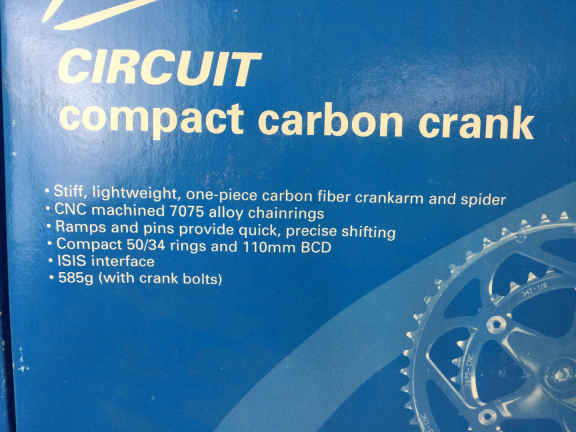 CIRCUIT
compact carbon crank
• Stiff, lightweight, one-piece carbon fiber crankarm and spider
• CNC machined 7075 alloy chainrings
• Ramps and pins provide quick, precise shifting
• Compact 50/34 rings and 110mm BCD
• ISIS interface
• 585g (with crank bolts)